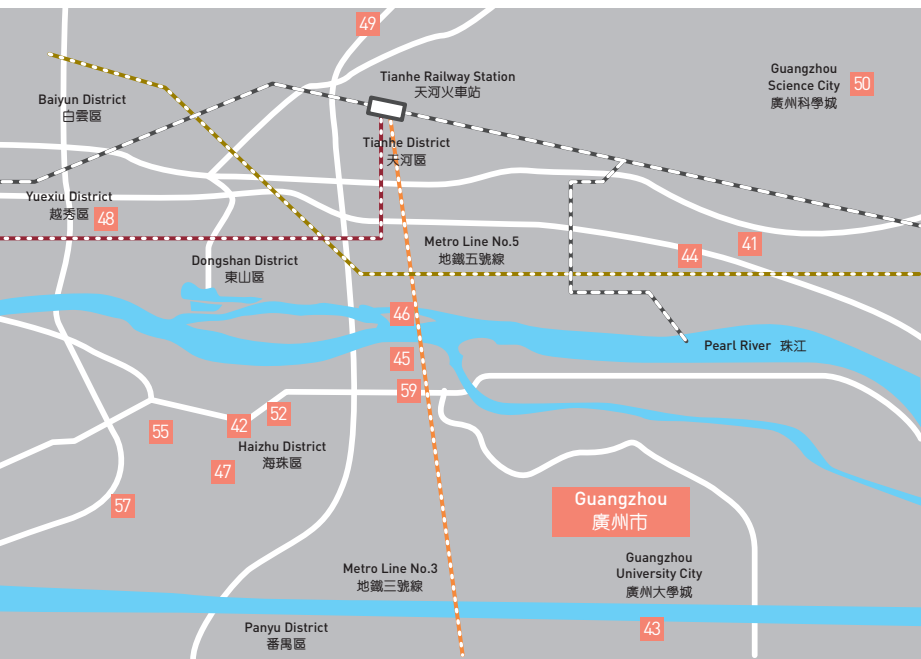 49
Tianhe Railway Station
天河火車站
Guangzhou
Science City
廣州科學城
50
Baiyun District
白雲區
Tianhe District
天河區
Yuexiu District
越秀區
48
Metro Line No.5
地鐵五號線
41
44
Dongshan District
東山區
46
Pearl River 珠江
45
59
52
42
55
Haizhu District
海珠區
47
57
Guangzhou
廣州市
Guangzhou
University City
廣州大學城
Metro Line No.3
地鐵三號線
43
Panyu District
番禺區